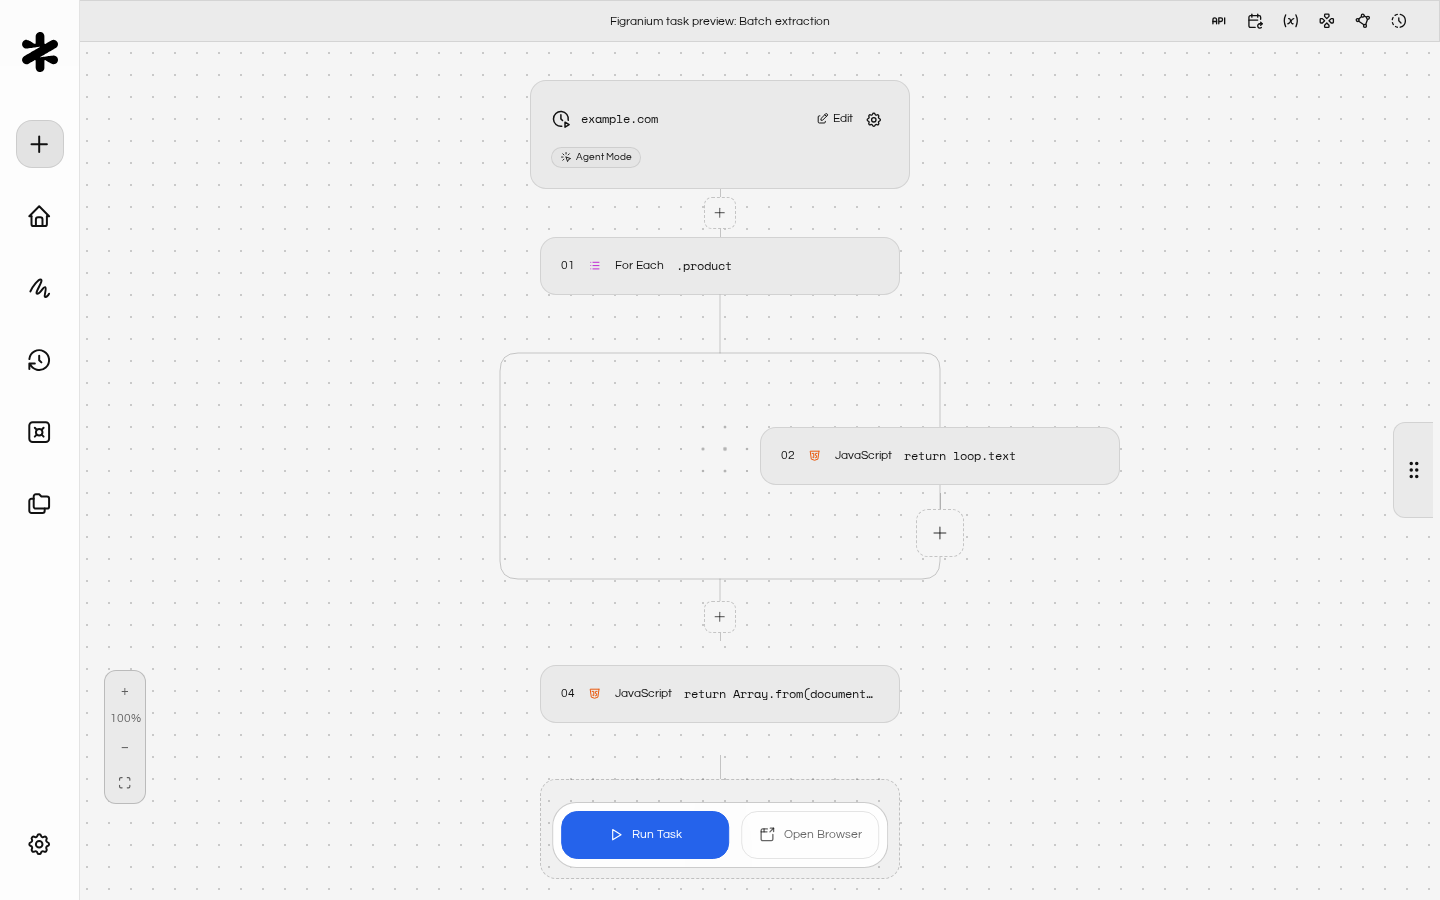 Figranium task preview: Batch extraction
API
example.com
Edit
Agent Mode
01 For Each .product
02 JavaScript return loop.text
04 JavaScript return Array.from(document…
100%
Run Task
Open Browser